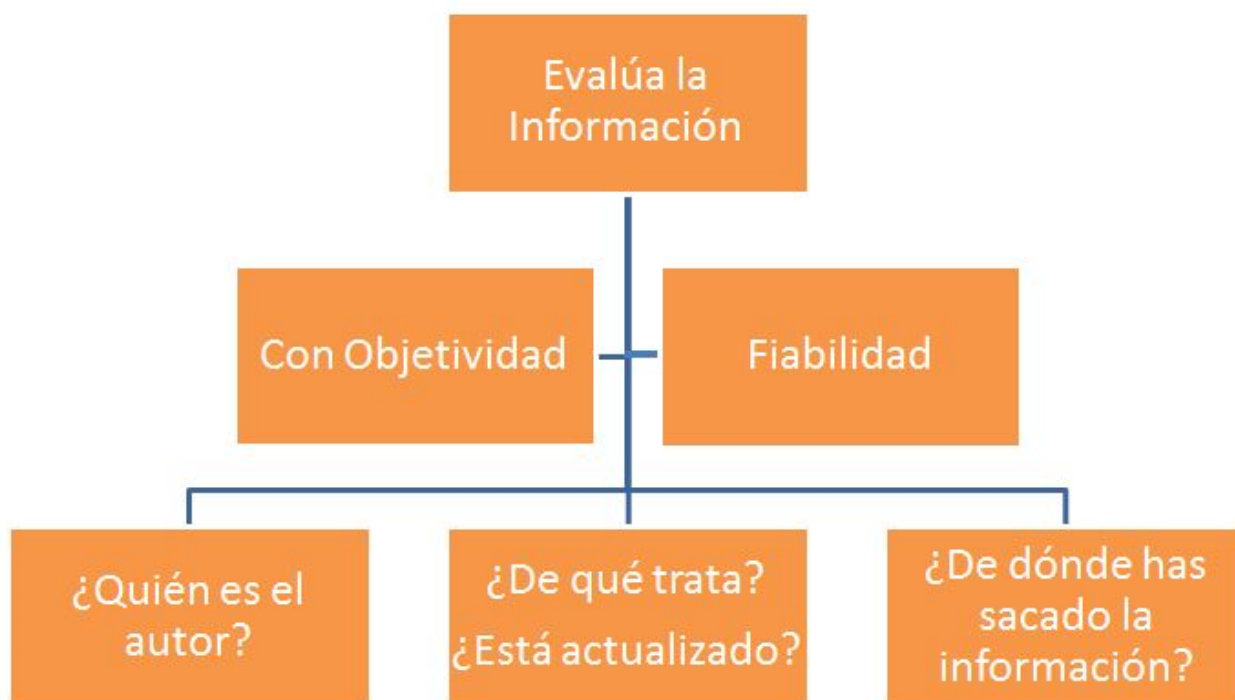 Evalúa la
Información
Con Objetividad
Fiabilidad
¿Quién es el
autor?
¿De qué trata?
¿Está actualizado?
¿De dónde has
sacado la
información?